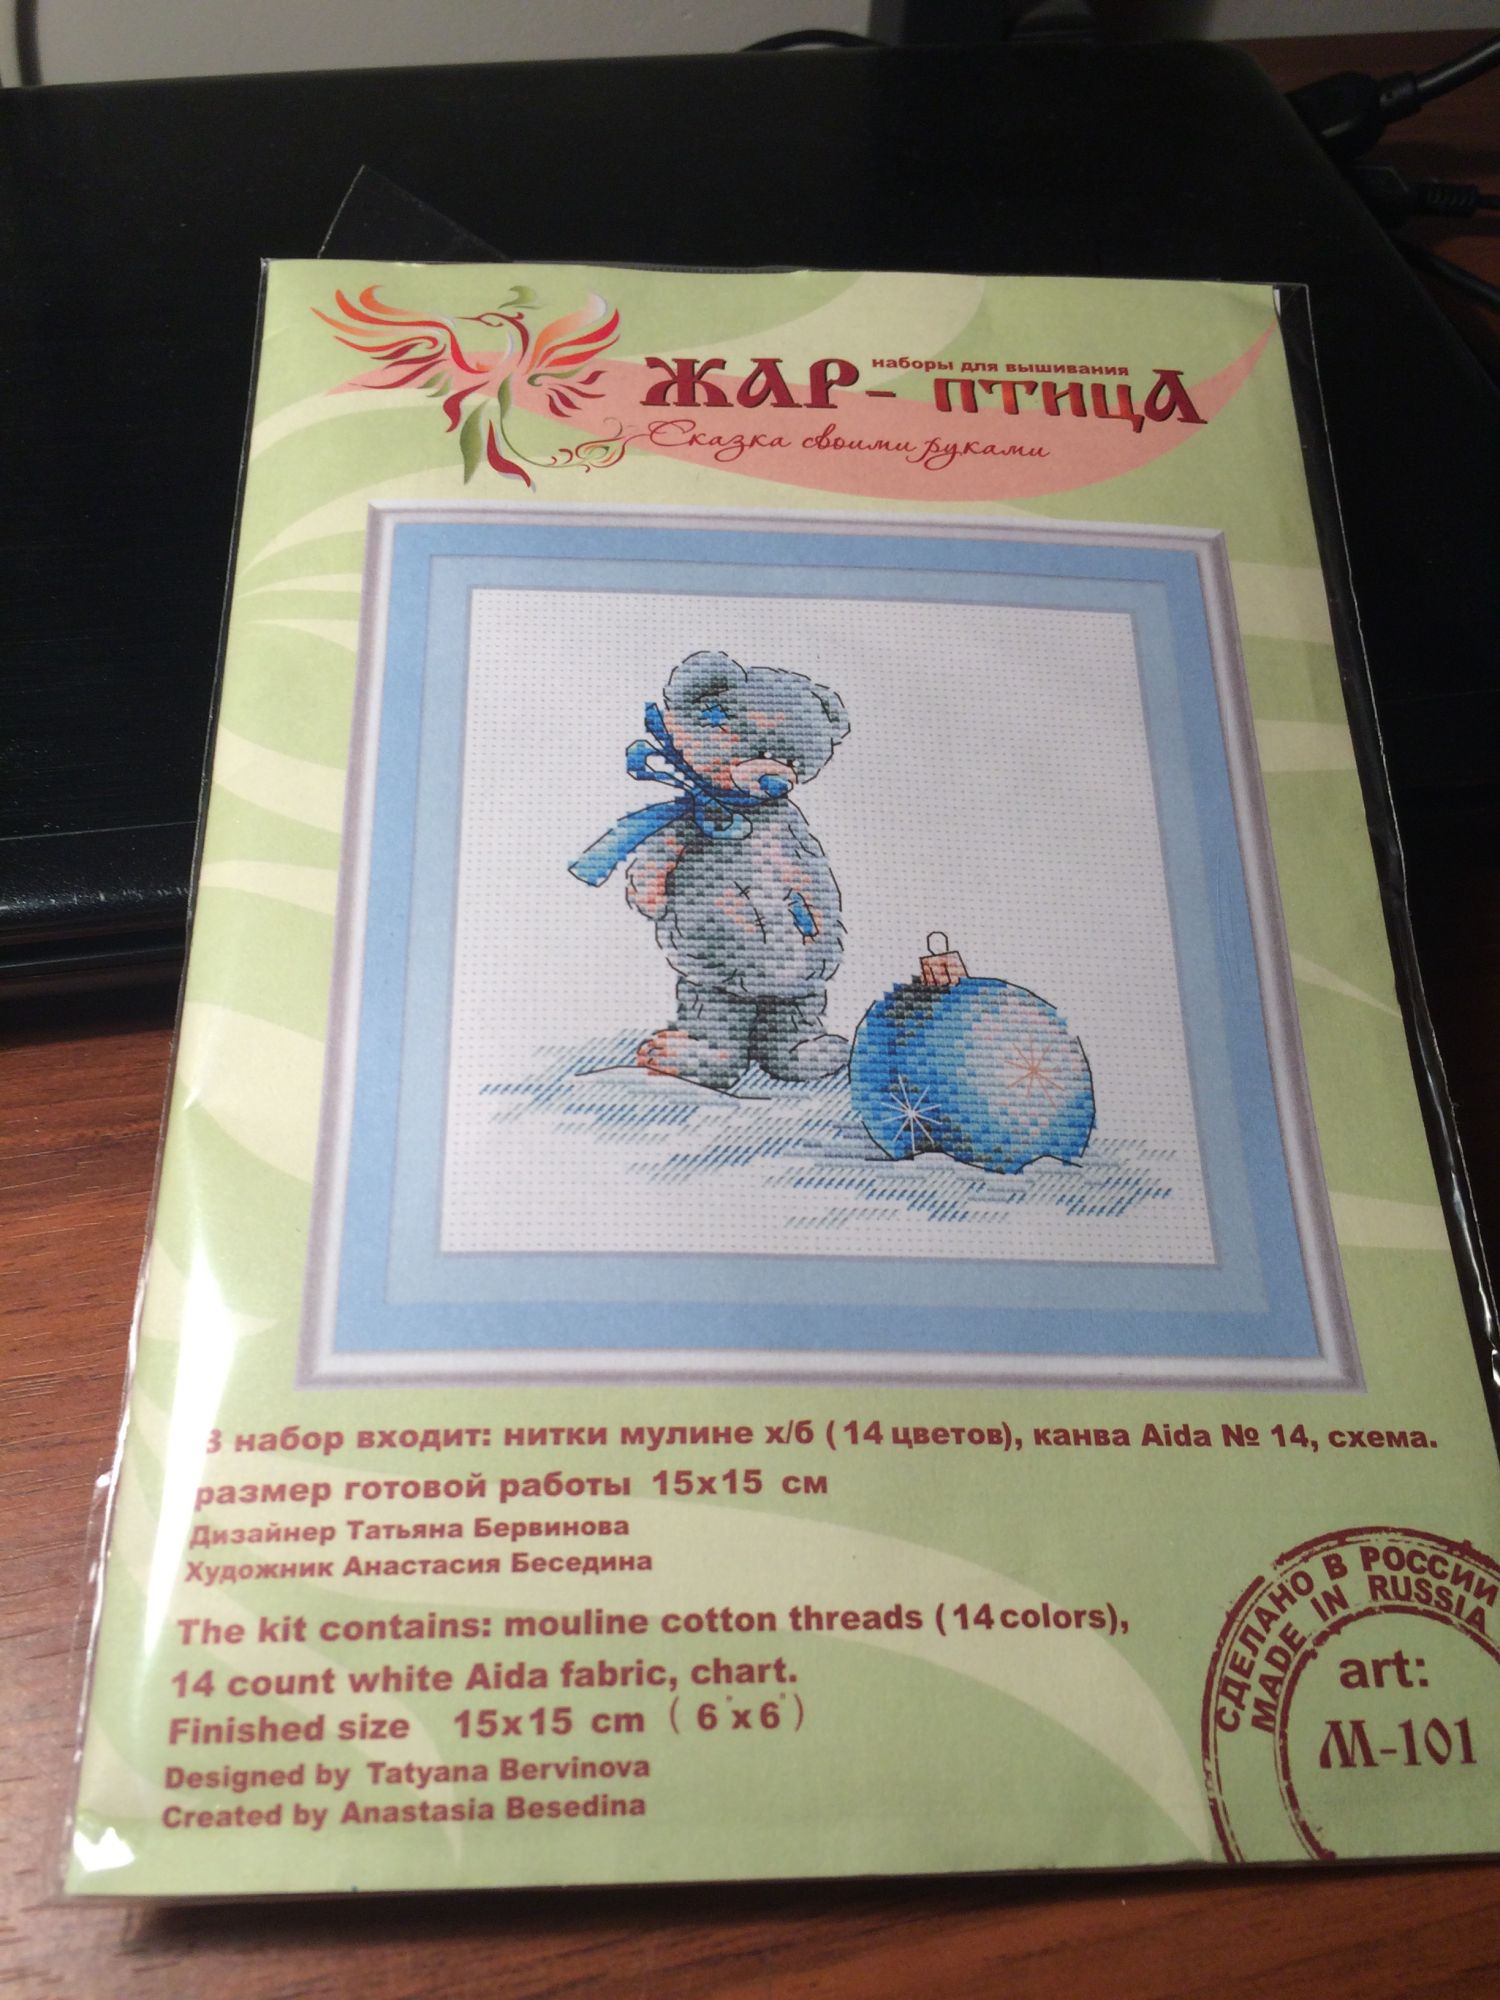 наборы для вышивания
ЖАР-ПТИЦА
Сказка своими руками
В набор входит: нитки мулине х/б (14 цветов), канва Aida № 14, схема.
размер готовой работы 15х15 см
Дизайнер Татьяна Бервинова
Художник Анастасия Беседина
The kit contains: mouline cotton threads (14 colors),
14 count white Aida fabric, chart.
Finished size 15x15 cm ( 6"x6")
Designed by Tatyana Bervinova
Created by Anastasia Besedina
СДЕЛАНО В РОССИИ
MADE IN RUSSIA
art:
М-101